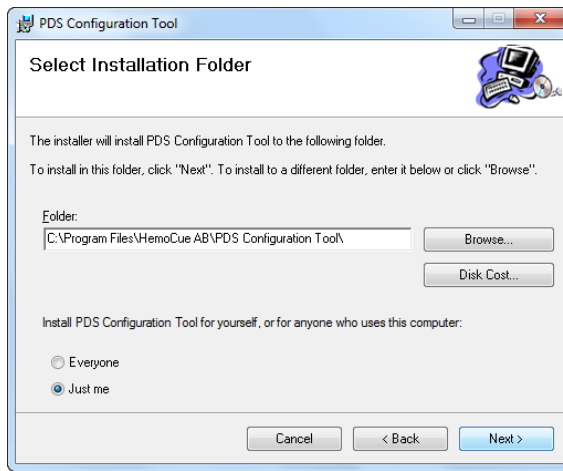 PDS Configuration Tool
Select Installation Folder
The installer will install PDS Configuration Tool to the following folder.
To install in this folder, click "Next". To install to a different folder, enter it below or click "Browse".
Folder:
C:\Program Files\HemoCue AB\PDS Configuration Tool\
Browse...
Disk Cost...
Install PDS Configuration Tool for yourself, or for anyone who uses this computer:
Everyone
Just me
Cancel
< Back
Next >